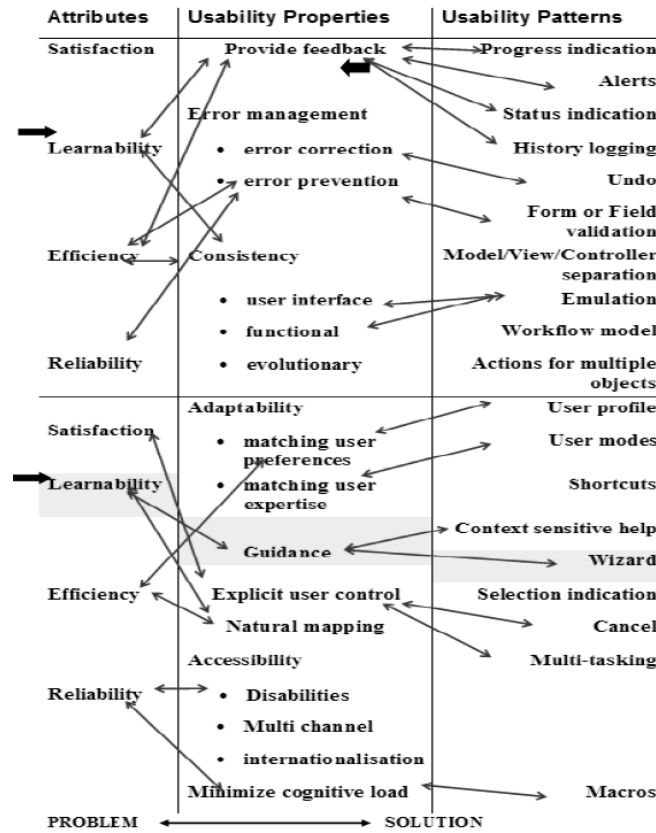 Attributes Usability Properties Usability Patterns
Satisfaction Provide feedback Progress indication
Alerts
Error management Status indication
Learnability • error correction History logging
• error prevention Undo
Form or Field
validation
Efficiency Consistency Model/View/Controller
separation
• user interface Emulation
• functional Workflow model
Reliability • evolutionary Actions for multiple
objects
Adaptability User profile
Satisfaction • matching user User modes
preferences
Learnability • matching user Shortcuts
expertise
Context sensitive help
Guidance Wizard
Efficiency Explicit user control Selection indication
Natural mapping Cancel
Accessibility Multi-tasking
Reliability • Disabilities
• Multi channel
• internationalisation
Minimize cognitive load Macros
PROBLEM SOLUTION